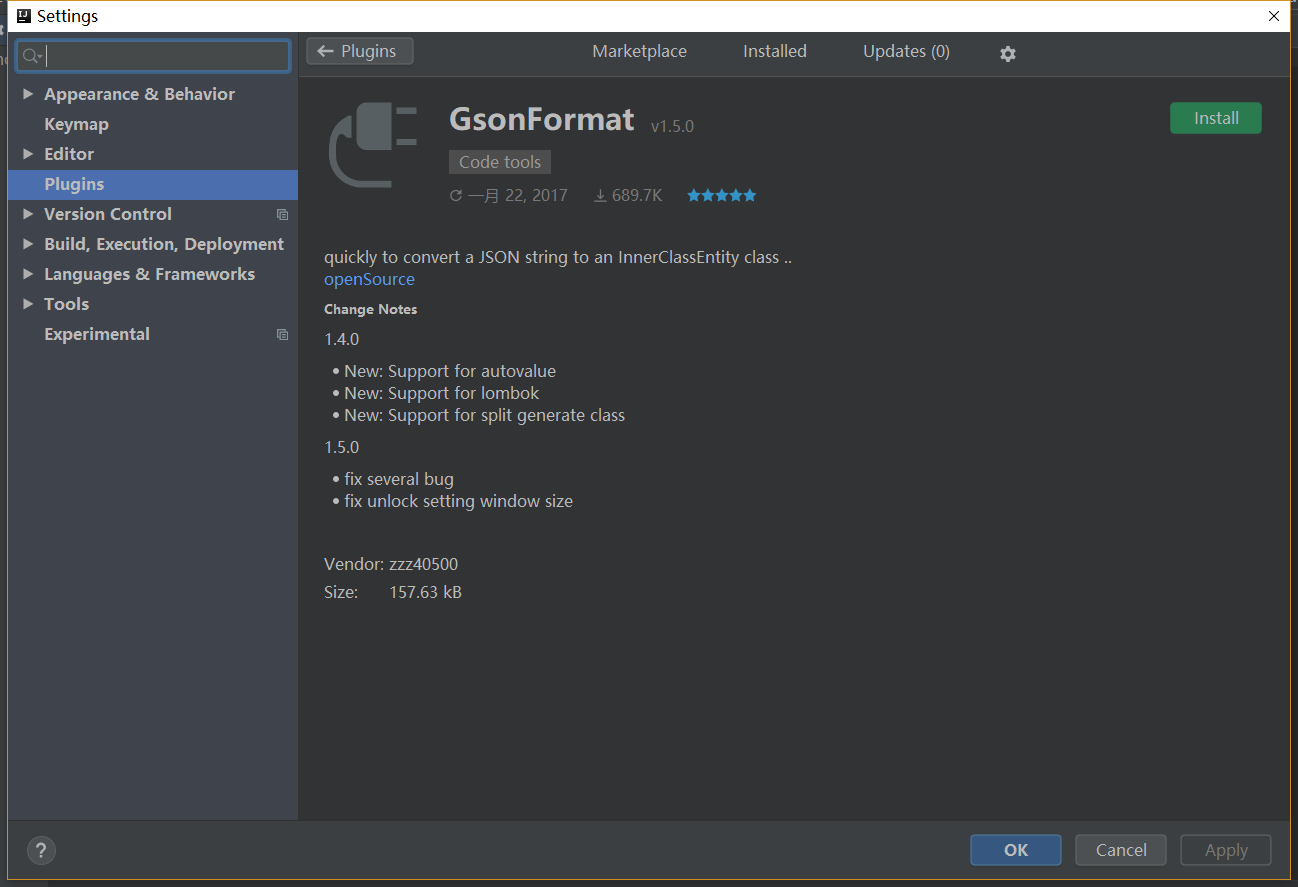 Settings
Appearance & Behavior
Keymap
Editor
Plugins
Version Control
Build, Execution, Deployment
Languages & Frameworks
Tools
Experimental
Plugins
Marketplace
Installed
Updates (0)
GsonFormat v1.5.0
Install
Code tools
一月 22, 2017 689.7K
quickly to convert a JSON string to an InnerClassEntity class ..
openSource
Change Notes
1.4.0
• New: Support for autovalue
• New: Support for lombok
• New: Support for split generate class
1.5.0
• fix several bug
• fix unlock setting window size
Vendor: zzz40500
Size: 157.63 kB
?
OK
Cancel
Apply